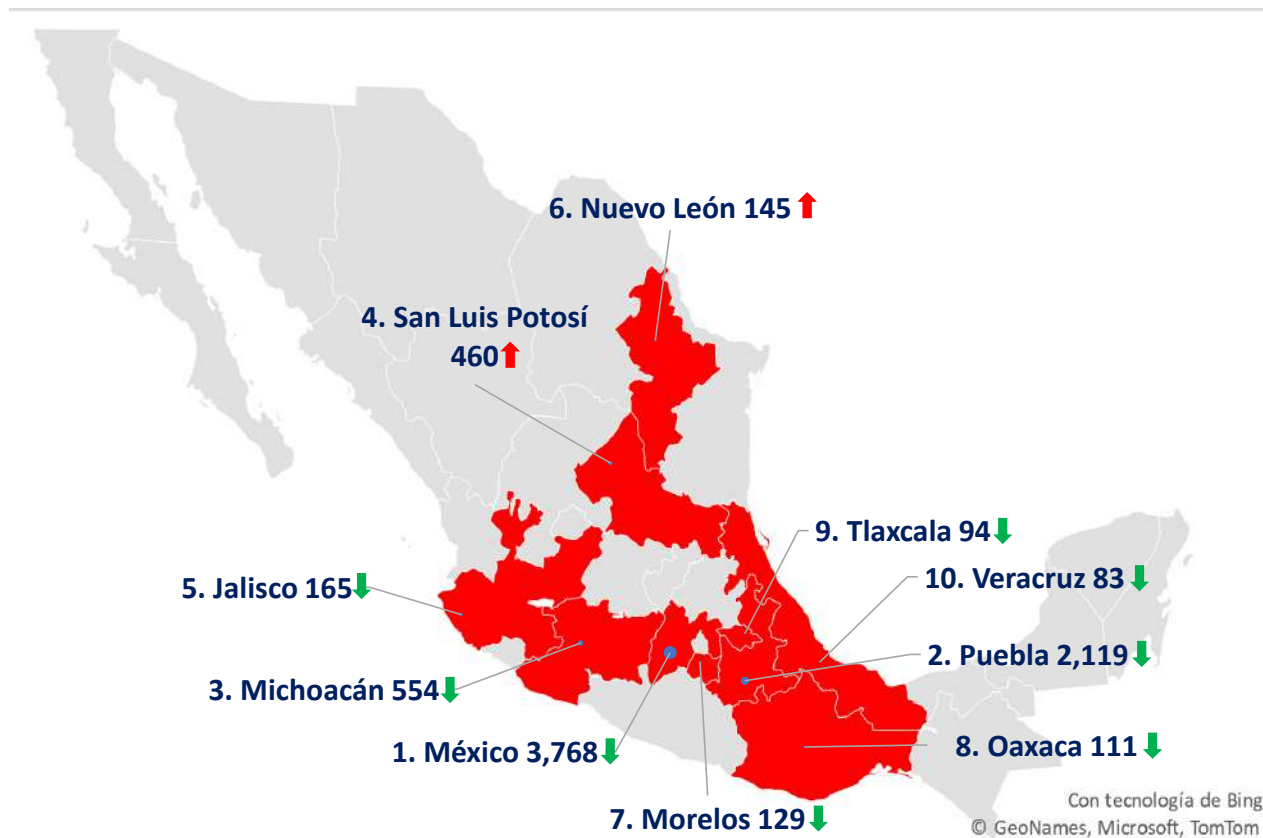 6. Nuevo León 145
4. San Luis Potosí
460
9. Tlaxcala 94
5. Jalisco 165
10. Veracruz 83
2. Puebla 2,119
3. Michoacán 554
1. México 3,768
8. Oaxaca 111
7. Morelos 129
Con tecnología de Bing
© GeoNames, Microsoft, TomTom